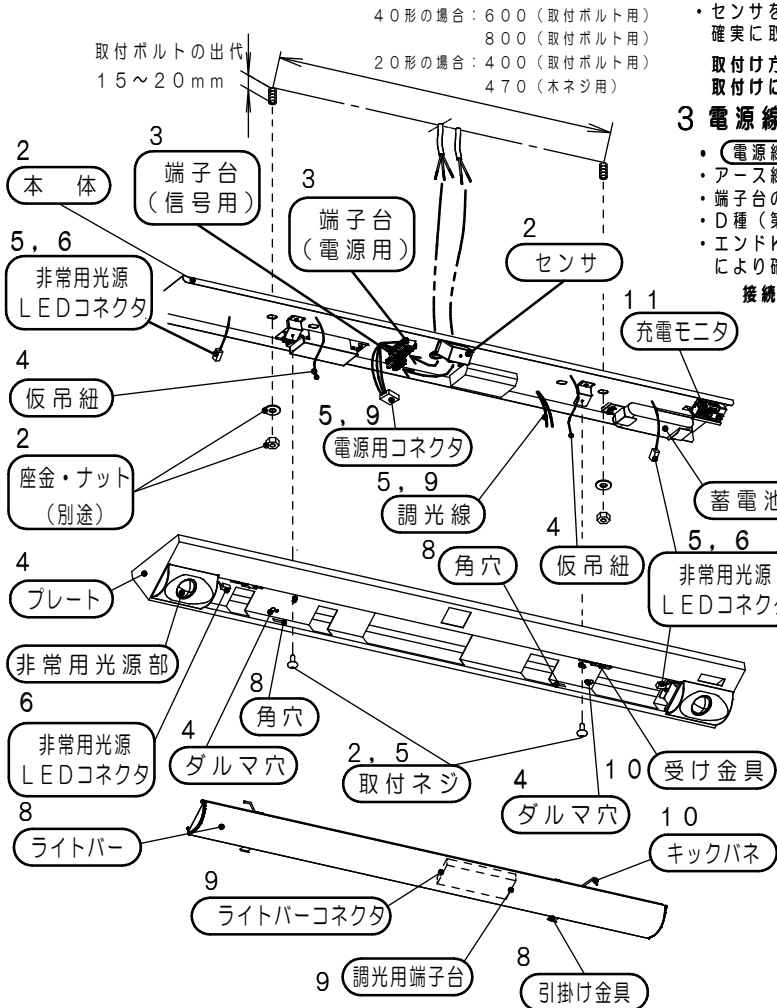 40形の場合：600（取付ボルト用）
800（取付ボルト用）
20形の場合：400（取付ボルト用）
470（木ネジ用）
取付ボルトの出代
15～20mm
・センサを
確実に取
取付け方
取付けに
3 電源線
・電源線
・アース線
・端子台の
・D種（第
・エンドK
により確
接続
2
本　体
3
端子台
（信号用）
3
端子台
（電源用）
2
センサ
11
充電モニタ
5，6
非常用光源
LEDコネクタ
4
仮吊紐
2
座金・ナット
（別途）
5，9
電源用コネクタ
5，9
調光線
4
仮吊紐
蓄電池
5，6
非常用光源
LEDコネクタ
8
角穴
4
プレート
非常用光源部
6
非常用光源
LEDコネクタ
8
角穴
4
ダルマ穴
2，5
取付ネジ
4
ダルマ穴
10
受け金具
8
ライトバー
10
キックバネ
9
ライトバーコネクタ
9
調光用端子台
8
引掛け金具